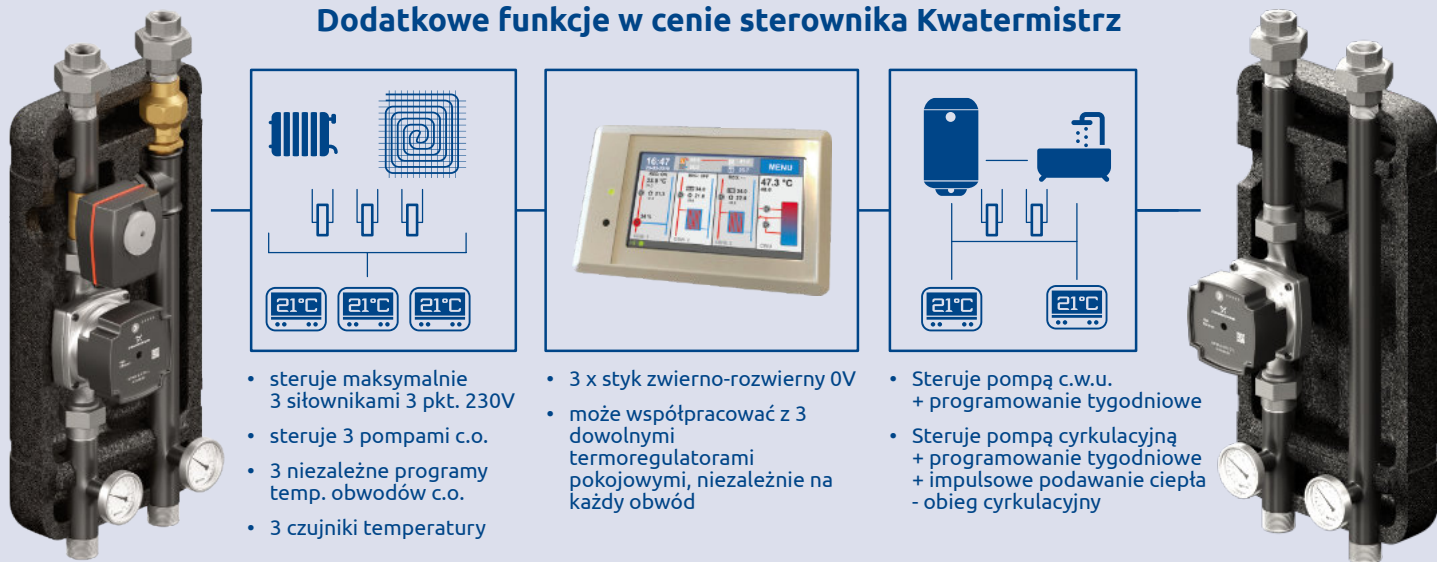 Dodatkowe funkcje w cenie sterownika Kwatermistrz
21°C
21°C
21°C
• steruje maksymalnie
3 siłownikami 3 pkt. 230V
• steruje 3 pompami c.o.
• 3 niezależne programy
temp. obwodów c.o.
• 3 czujniki temperatury
16:47
MENU
47.3 °C
• 3 x styk zwierno-rozwierny 0V
• może współpracować z 3
dowolnymi
termoregulatorami
pokojowymi, niezależnie na
każdy obwód
21°C
21°C
• Steruje pompą c.w.u.
+ programowanie tygodniowe
• Steruje pompą cyrkulacyjną
+ programowanie tygodniowe
+ impulsowe podawanie ciepła
- obieg cyrkulacyjny